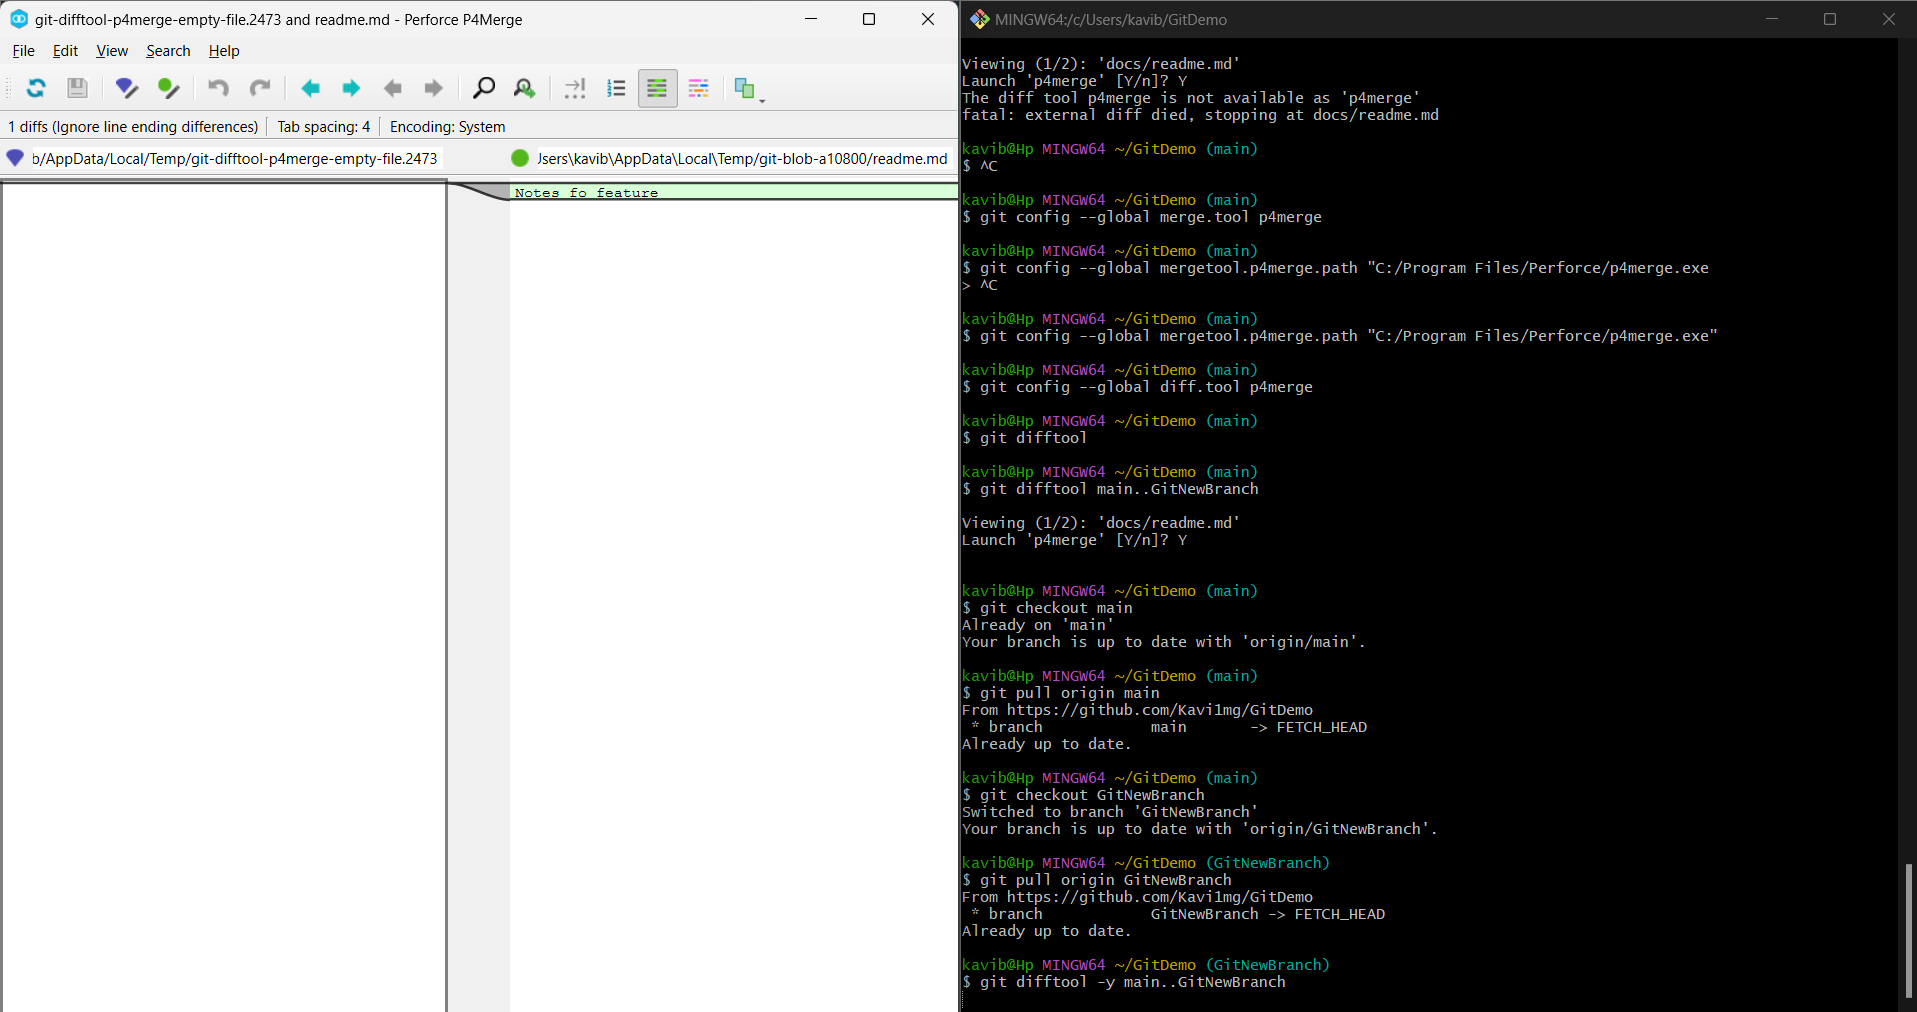 git-difftool-p4merge-empty-file.2473 and readme.md - Perforce P4Merge
File Edit View Search Help
1 diffs (Ignore line ending differences) Tab spacing: 4 Encoding: System
b/AppData/Local/Temp/git-difftool-p4merge-empty-file.2473
Jsers\kavib\AppData\Local\Temp/git-blob-a10800/readme.md
Notes fo feature
MINGW64:/c/Users/kavib/GitDemo
Viewing (1/2): 'docs/readme.md'
Launch 'p4merge' [Y/n]? Y
The diff tool p4merge is not available as 'p4merge'
fatal: external diff died, stopping at docs/readme.md
kavib@Hp MINGW64 ~/GitDemo (main)
$ ^C
kavib@Hp MINGW64 ~/GitDemo (main)
$ git config --global merge.tool p4merge
kavib@Hp MINGW64 ~/GitDemo (main)
$ git config --global mergetool.p4merge.path "C:/Program Files/Perforce/p4merge.exe
> ^C
kavib@Hp MINGW64 ~/GitDemo (main)
$ git config --global mergetool.p4merge.path "C:/Program Files/Perforce/p4merge.exe"
kavib@Hp MINGW64 ~/GitDemo (main)
$ git config --global diff.tool p4merge
kavib@Hp MINGW64 ~/GitDemo (main)
$ git difftool
kavib@Hp MINGW64 ~/GitDemo (main)
$ git difftool main..GitNewBranch
Viewing (1/2): 'docs/readme.md'
Launch 'p4merge' [Y/n]? Y
kavib@Hp MINGW64 ~/GitDemo (main)
$ git checkout main
Already on 'main'
Your branch is up to date with 'origin/main'.
kavib@Hp MINGW64 ~/GitDemo (main)
$ git pull origin main
From https://github.com/Kavi1mg/GitDemo
* branch main -> FETCH_HEAD
Already up to date.
kavib@Hp MINGW64 ~/GitDemo (main)
$ git checkout GitNewBranch
Switched to branch 'GitNewBranch'
Your branch is up to date with 'origin/GitNewBranch'.
kavib@Hp MINGW64 ~/GitDemo (GitNewBranch)
$ git pull origin GitNewBranch
From https://github.com/Kavi1mg/GitDemo
* branch GitNewBranch -> FETCH_HEAD
Already up to date.
kavib@Hp MINGW64 ~/GitDemo (GitNewBranch)
$ git difftool -y main..GitNewBranch